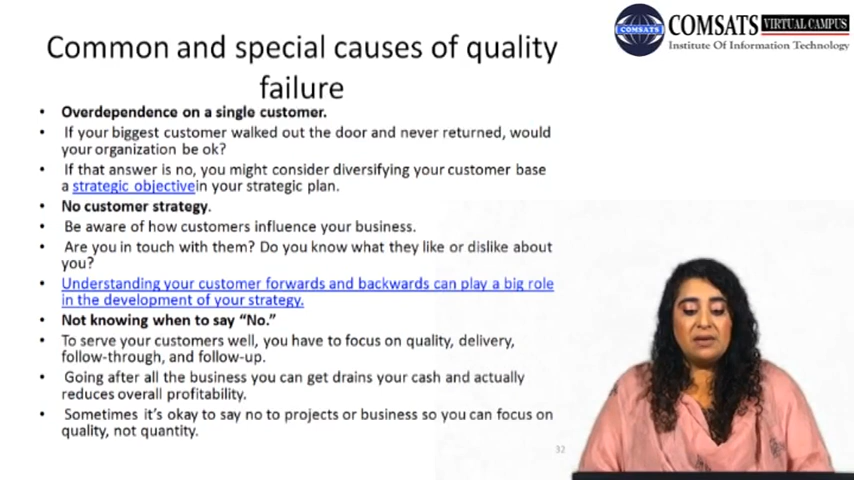 COMSATS VIRTUAL CAMPUS
COMSATS
Institute Of Information Technology
Common and special causes of quality
failure
• Overdependence on a single customer.
• If your biggest customer walked out the door and never returned, would
your organization be ok?
• If that answer is no, you might consider diversifying your customer base
a strategic objectivein your strategic plan.
• No customer strategy.
• Be aware of how customers influence your business.
• Are you in touch with them? Do you know what they like or dislike about
you?
• Understanding your customer forwards and backwards can play a big role
in the development of your strategy.
• Not knowing when to say “No.”
• To serve your customers well, you have to focus on quality, delivery,
follow-through, and follow-up.
• Going after all the business you can get drains your cash and actually
reduces overall profitability.
• Sometimes it’s okay to say no to projects or business so you can focus on
quality, not quantity.
32